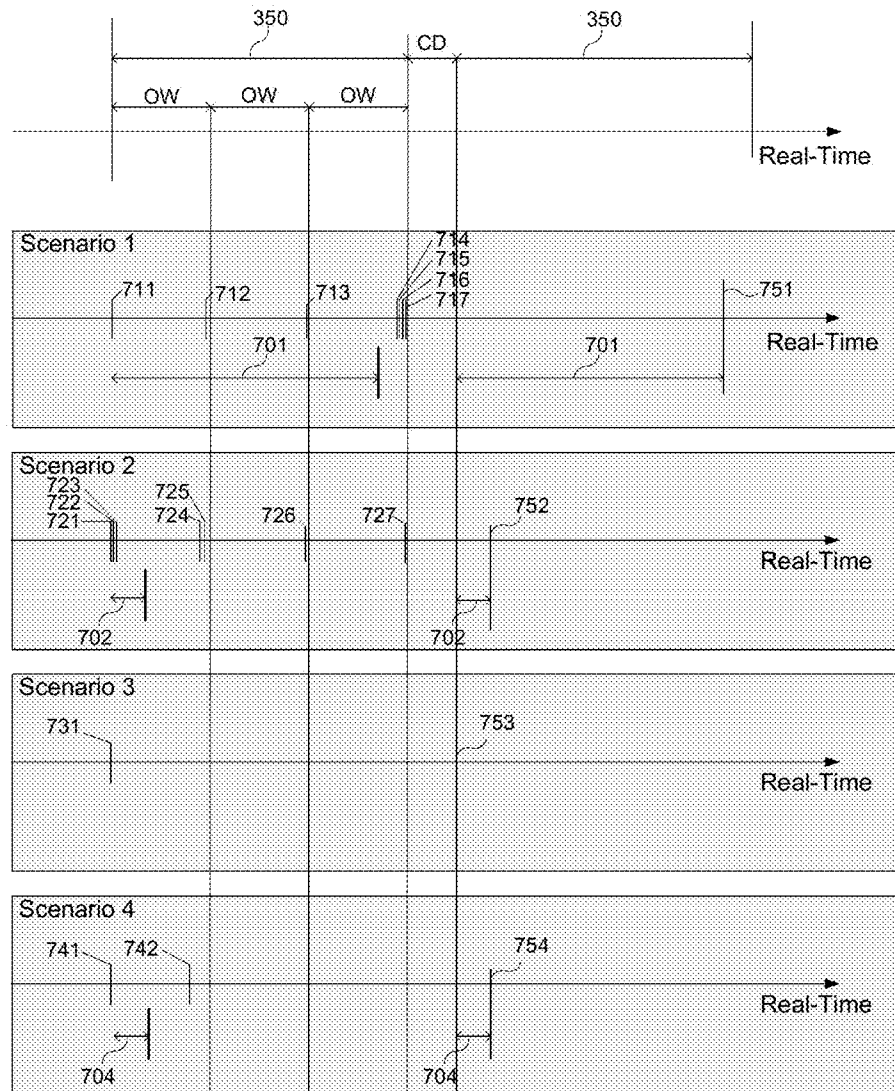 350
CD
350
OW
OW
OW
Real-Time
Scenario 1
714
715
716
717
711
712
713
751
Real-Time
701
701
Scenario 2
723
722
721
725
724
726
727
752
Real-Time
702
702
Scenario 3
731
753
Real-Time
Scenario 4
741
742
754
Real-Time
704
704